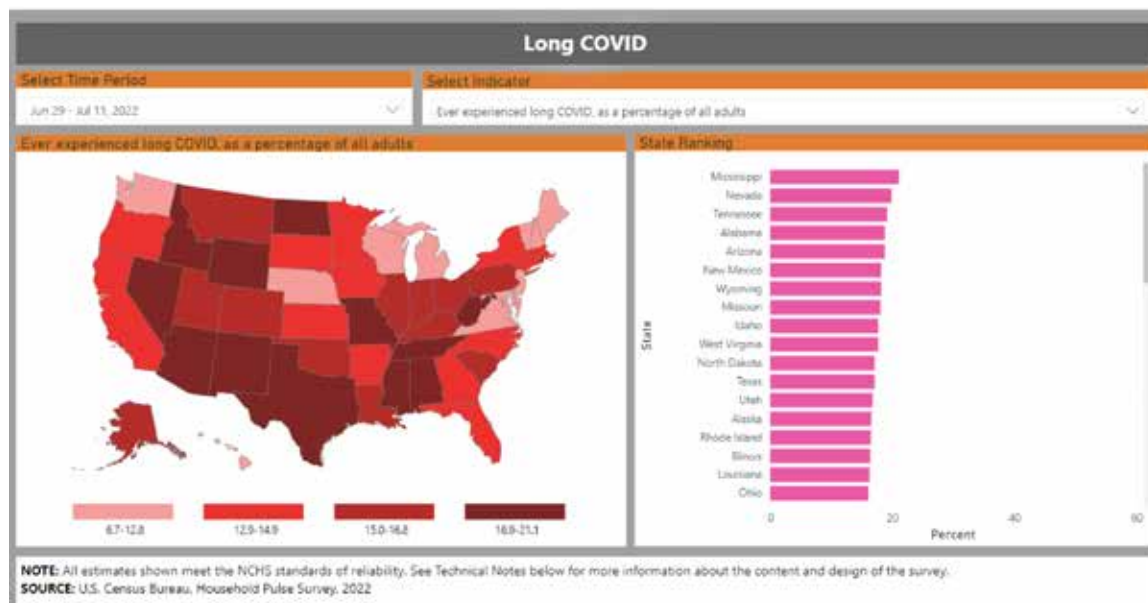 Long COVID
Select Time Period
Select Indicator
Jun 29 - Jul 11, 2022
Ever experienced long COVID, as a percentage of all adults
Ever experienced long COVID, as a percentage of all adults
State Ranking
Mississippi
Nevada
Tennessee
Alabama
Arizona
New Mexico
Wyoming
Missouri
Idaho
West Virginia
North Dakota
Texas
Utah
Alaska
Rhode Island
Illinois
Louisiana
Ohio
State
0 20 40 60
Percent
6.7-12.8
12.9-14.9
15.0-16.8
16.9-21.1
NOTE: All estimates shown meet the NCHS standards of reliability. See Technical Notes below for more information about the content and design of the survey.
SOURCE: U.S. Census Bureau, Household Pulse Survey, 2022